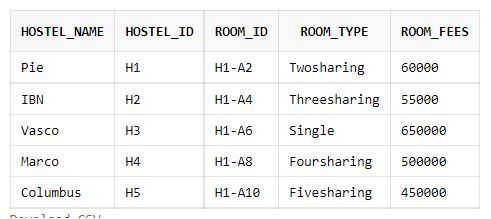 HOSTEL_NAME HOSTEL_ID ROOM_ID ROOM_TYPE ROOM_FEES
Pie H1 H1-A2 Twosharing 60000
IBN H2 H1-A4 Threesharing 55000
Vasco H3 H1-A6 Single 650000
Marco H4 H1-A8 Foursharing 500000
Columbus H5 H1-A10 Fivesharing 450000
Download CSV